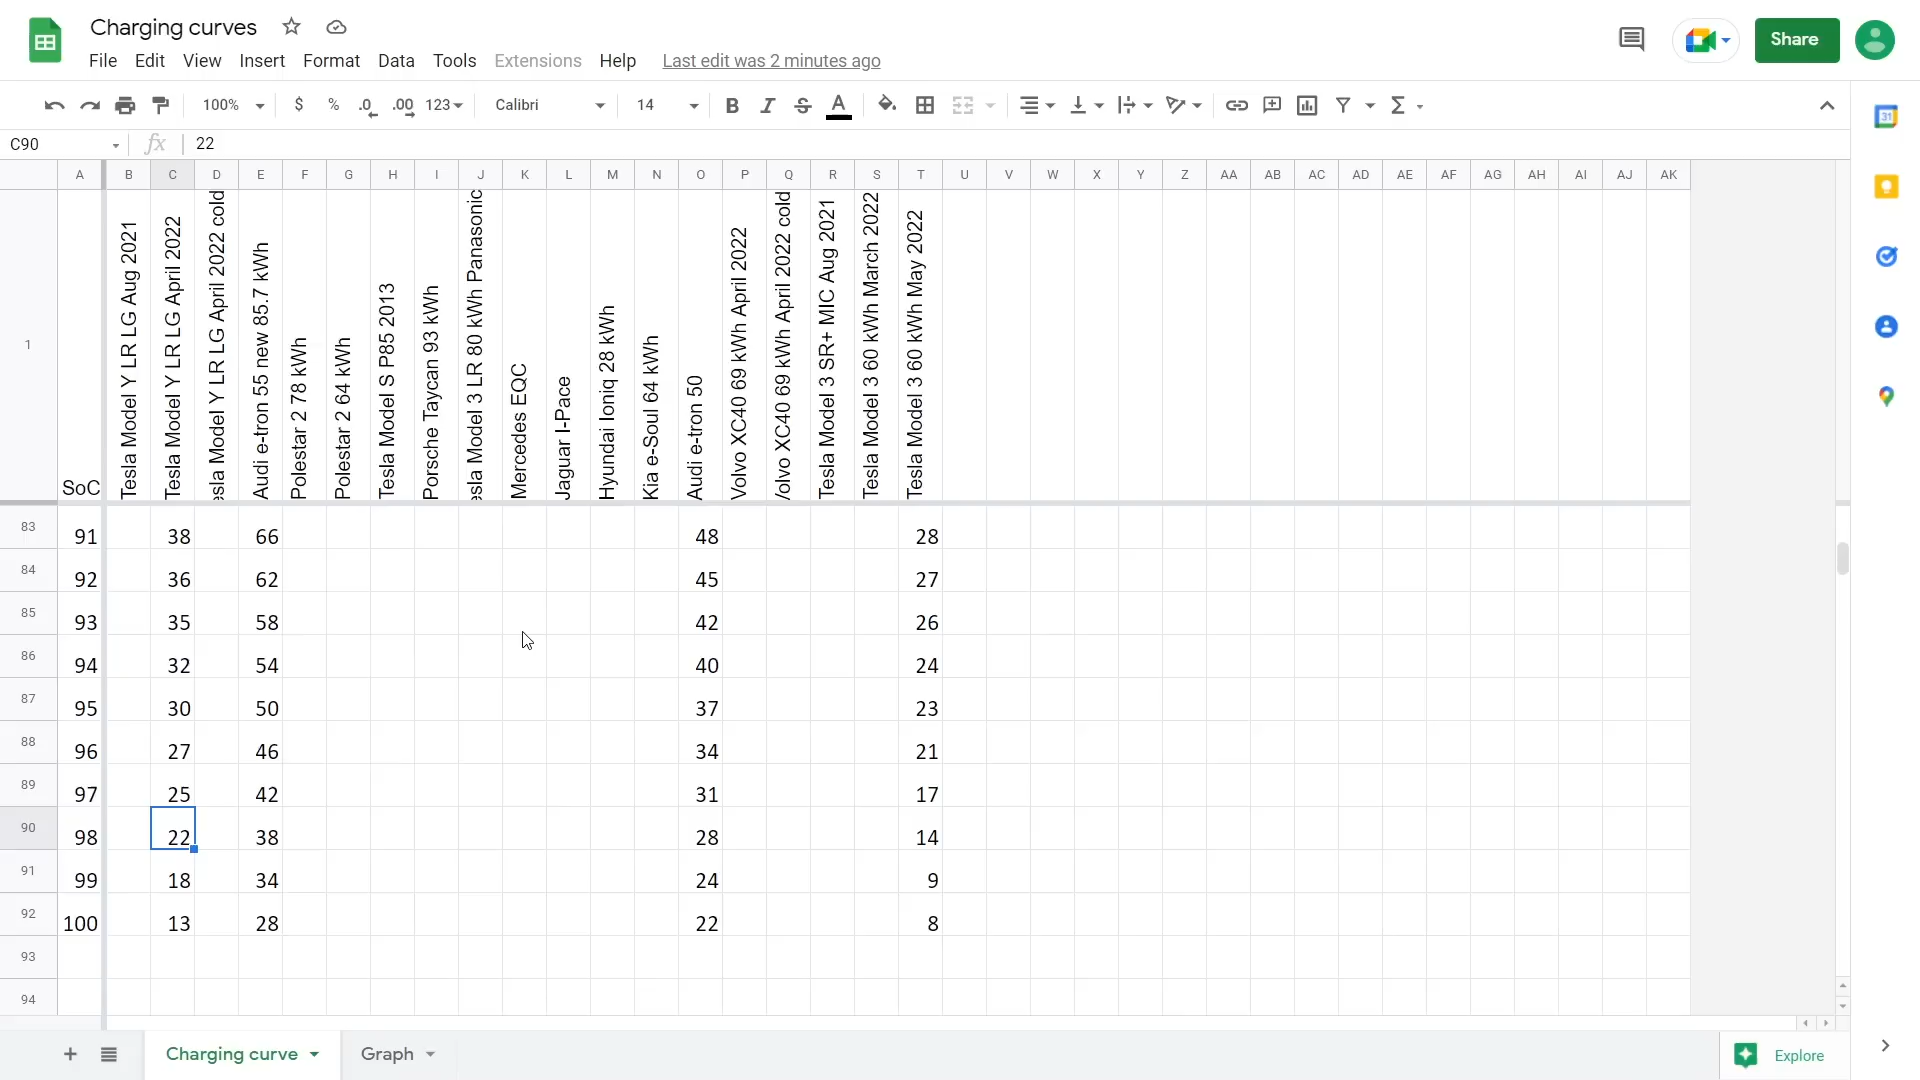 Charging curves
File Edit View Insert Format Data Tools Extensions Help Last edit was 2 minutes ago
Share
100% $ % .0 .00 123 Calibri 14 B I S A Σ
31
C90 fx 22
A B C D E F G H I J K L M N O P Q R S T U V W X Y Z AA AB AC AD AE AF AG AH AI AJ AK
1
SoC
Tesla Model Y LR LG Aug 2021
Tesla Model Y LR LG April 2022
esla Model Y LR LG April 2022 cold
Audi e-tron 55 new 85.7 kWh
Polestar 2 78 kWh
Polestar 2 64 kWh
Tesla Model S P85 2013
Porsche Taycan 93 kWh
esla Model 3 LR 80 kWh Panasonic
Mercedes EQC
Jaguar I-Pace
Hyundai Ioniq 28 kWh
Kia e-Soul 64 kWh
Audi e-tron 50
Volvo XC40 69 kWh April 2022
Volvo XC40 69 kWh April 2022 cold
Tesla Model 3 SR+ MIC Aug 2021
Tesla Model 3 60 kWh March 2022
Tesla Model 3 60 kWh May 2022
83 91 38 66 48 28
84 92 36 62 45 27
85 93 35 58 42 26
86 94 32 54 40 24
87 95 30 50 37 23
88 96 27 46 34 21
89 97 25 42 31 17
90 98 22 38 28 14
91 99 18 34 24 9
92 100 13 28 22 8
93
94
Charging curve Graph Explore